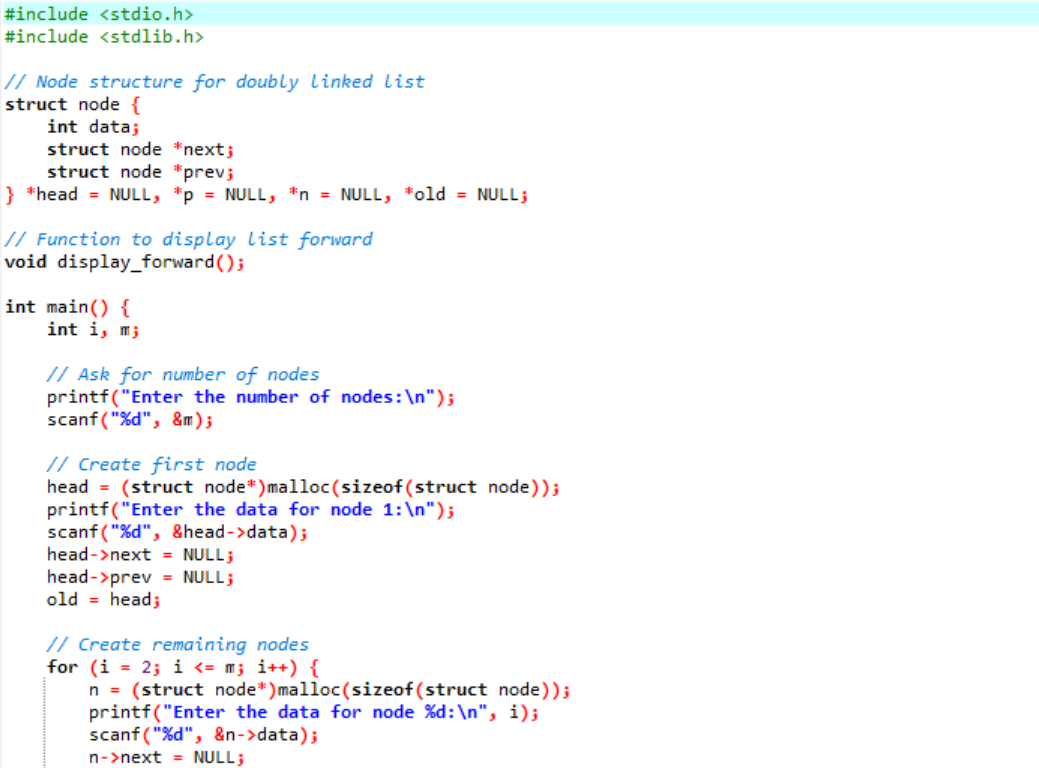 #include <stdio.h>
#include <stdlib.h>
// Node structure for doubly linked list
struct node {
    int data;
    struct node *next;
    struct node *prev;
} *head = NULL, *p = NULL, *n = NULL, *old = NULL;
// Function to display list forward
void display_forward();
int main() {
    int i, m;
    // Ask for number of nodes
    printf("Enter the number of nodes:\n");
    scanf("%d", &m);
    // Create first node
    head = (struct node*)malloc(sizeof(struct node));
    printf("Enter the data for node 1:\n");
    scanf("%d", &head->data);
    head->next = NULL;
    head->prev = NULL;
    old = head;
    // Create remaining nodes
    for (i = 2; i <= m; i++) {
        n = (struct node*)malloc(sizeof(struct node));
        printf("Enter the data for node %d:\n", i);
        scanf("%d", &n->data);
        n->next = NULL;